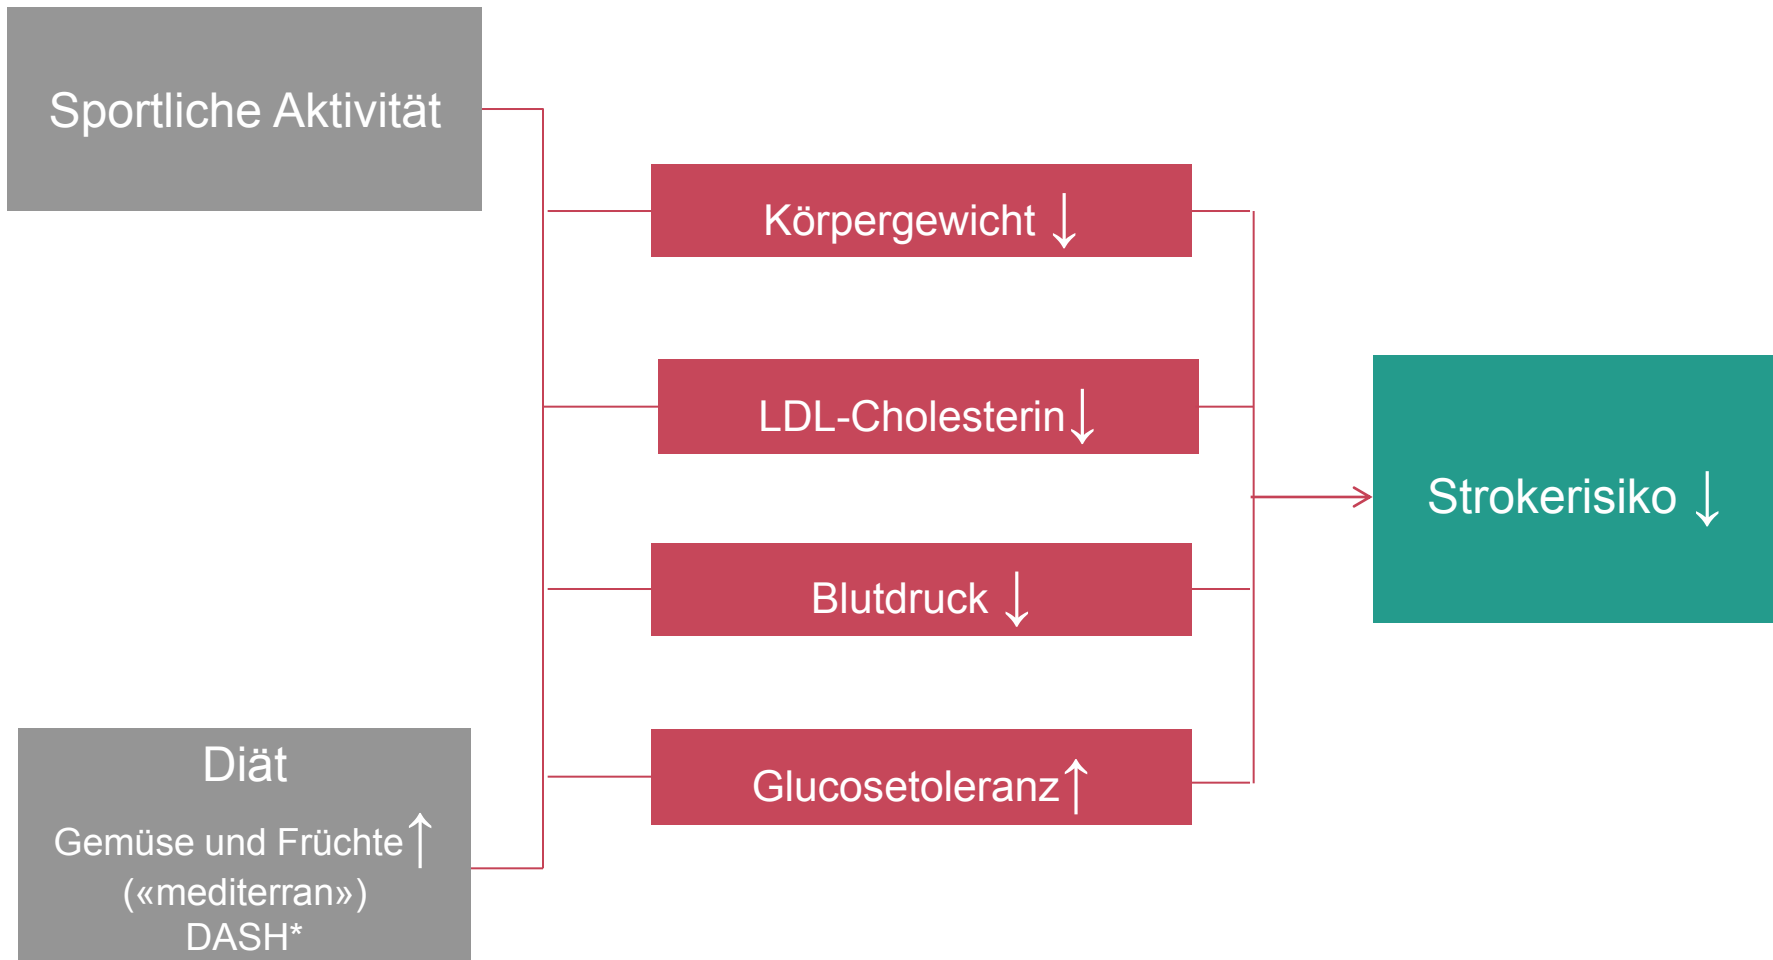 Sportliche Aktivität
Körpergewicht ↓
LDL-Cholesterin↓
Blutdruck ↓
Glucosetoleranz↑
Strokerisiko ↓
Diät
Gemüse und Früchte↑
(«mediterran»)
DASH*